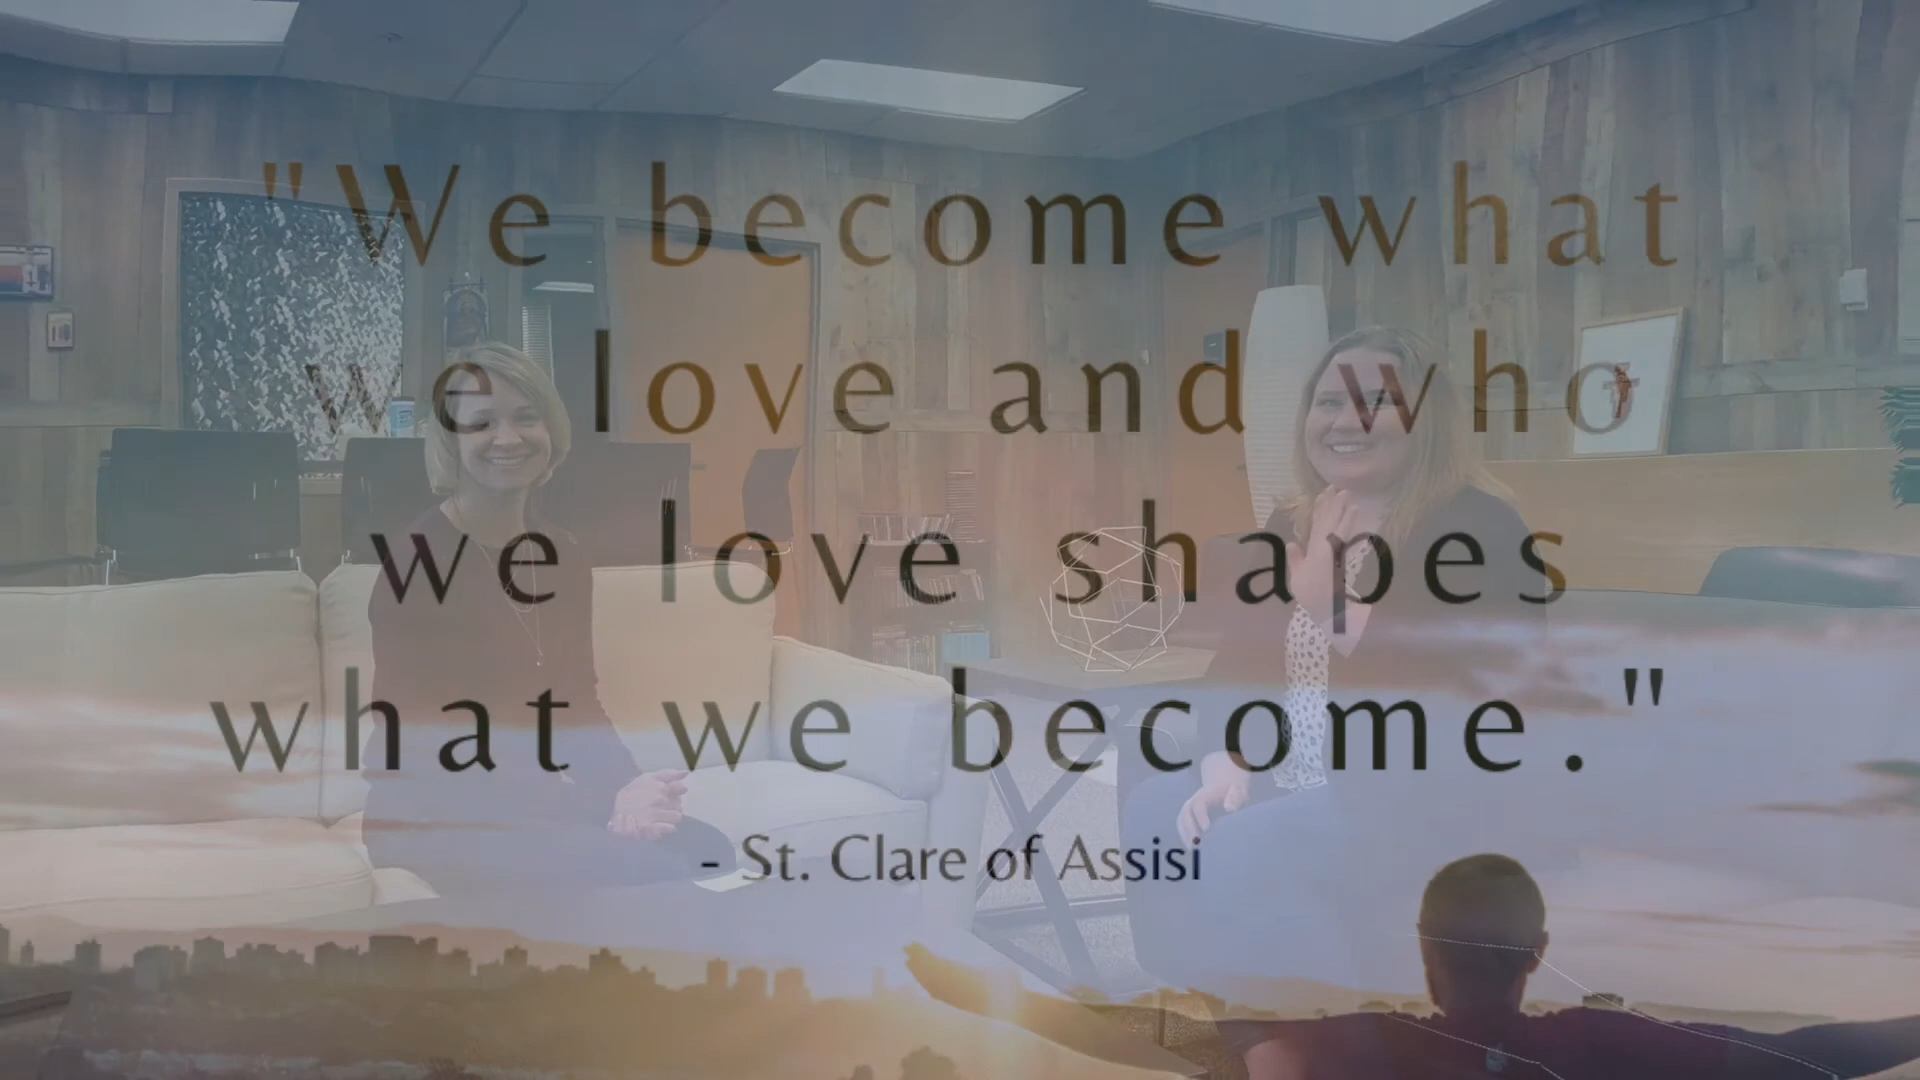 "We become what
we love and who
we love shapes
what we become."
- St. Clare of Assisi